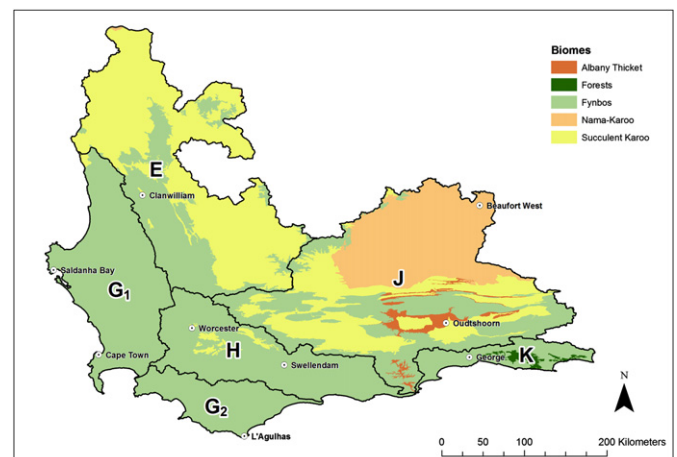 Biomes
Albany Thicket
Forests
Fynbos
Nama-Karoo
Succulent Karoo
E
Clanwilliam
Beaufort West
Saldanha Bay
J
G1
Worcester
Oudtshoorn
H
Cape Town
George
K
Swellendam
G2
N
L'Agulhas
0 50 100 200 Kilometers